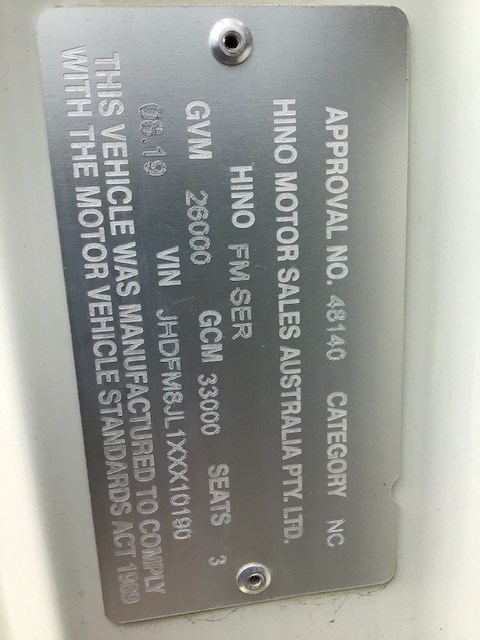 APPROVAL NO. 48140 CATEGORY NC
HINO MOTOR SALES AUSTRALIA PTY. LTD.
HINO FM SER
GVM 26000 GCM 33000 SEATS 3
08.19 VIN JHDFM8JL1XXX10190
THIS VEHICLE WAS MANUFACTURED TO COMPLY
WITH THE MOTOR VEHICLE STANDARDS ACT 1989